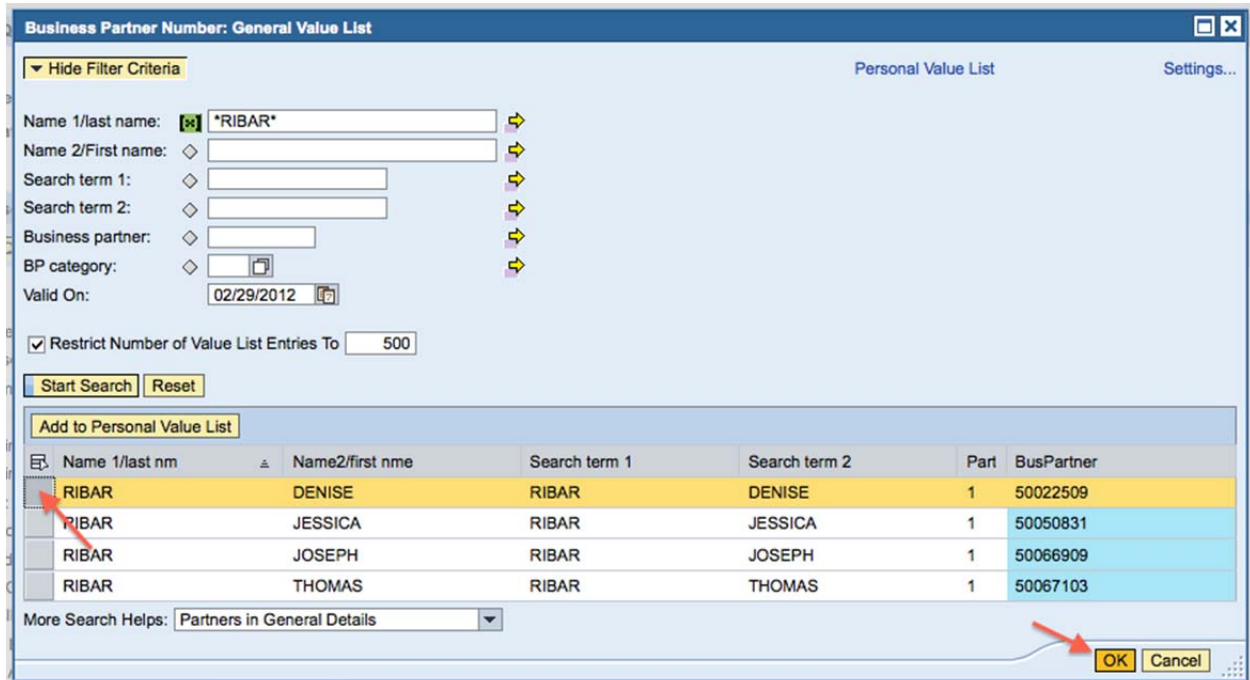 Business Partner Number: General Value List
Hide Filter Criteria Personal Value List Settings...
Name 1/last name: *RIBAR*
Name 2/First name:
Search term 1:
Search term 2:
Business partner:
BP category:
Valid On: 02/29/2012
Restrict Number of Value List Entries To 500
Start Search Reset
Add to Personal Value List
Name 1/last nm Name2/first nme Search term 1 Search term 2 Part BusPartner
RIBAR DENISE RIBAR DENISE 1 50022509
RIBAR JESSICA RIBAR JESSICA 1 50050831
RIBAR JOSEPH RIBAR JOSEPH 1 50066909
RIBAR THOMAS RIBAR THOMAS 1 50067103
More Search Helps: Partners in General Details
OK Cancel